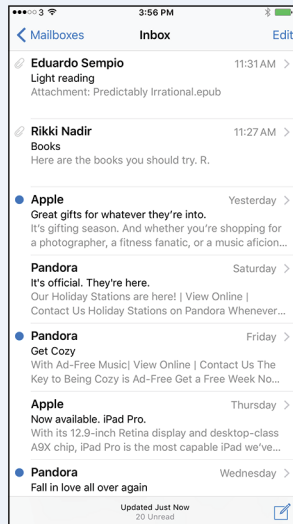 3 3:56 PM
Mailboxes Inbox Edit
Eduardo Sempio 11:31 AM
Light reading
Attachment: Predictably Irrational.epub
Rikki Nadir 11:27 AM
Books
Here are the books you should try. R.
Apple Yesterday
Great gifts for whatever they're into.
It's gifting season. And whether you're shopping for
a photographer, a fitness fanatic, or a music aficion...
Pandora Saturday
It's official. They're here.
Our Holiday Stations are here! | View Online |
Contact Us Holiday Stations on Pandora Whenever...
Pandora Friday
Get Cozy
With Ad-Free Music| View Online | Contact Us The
Key to Being Cozy is Ad-Free Get a Free Week No...
Apple Thursday
Now available. iPad Pro.
With its 12.9-inch Retina display and desktop-class
A9X chip, iPad Pro is the most capable iPad we've...
Pandora Wednesday
Fall in love all over again
Updated Just Now
20 Unread